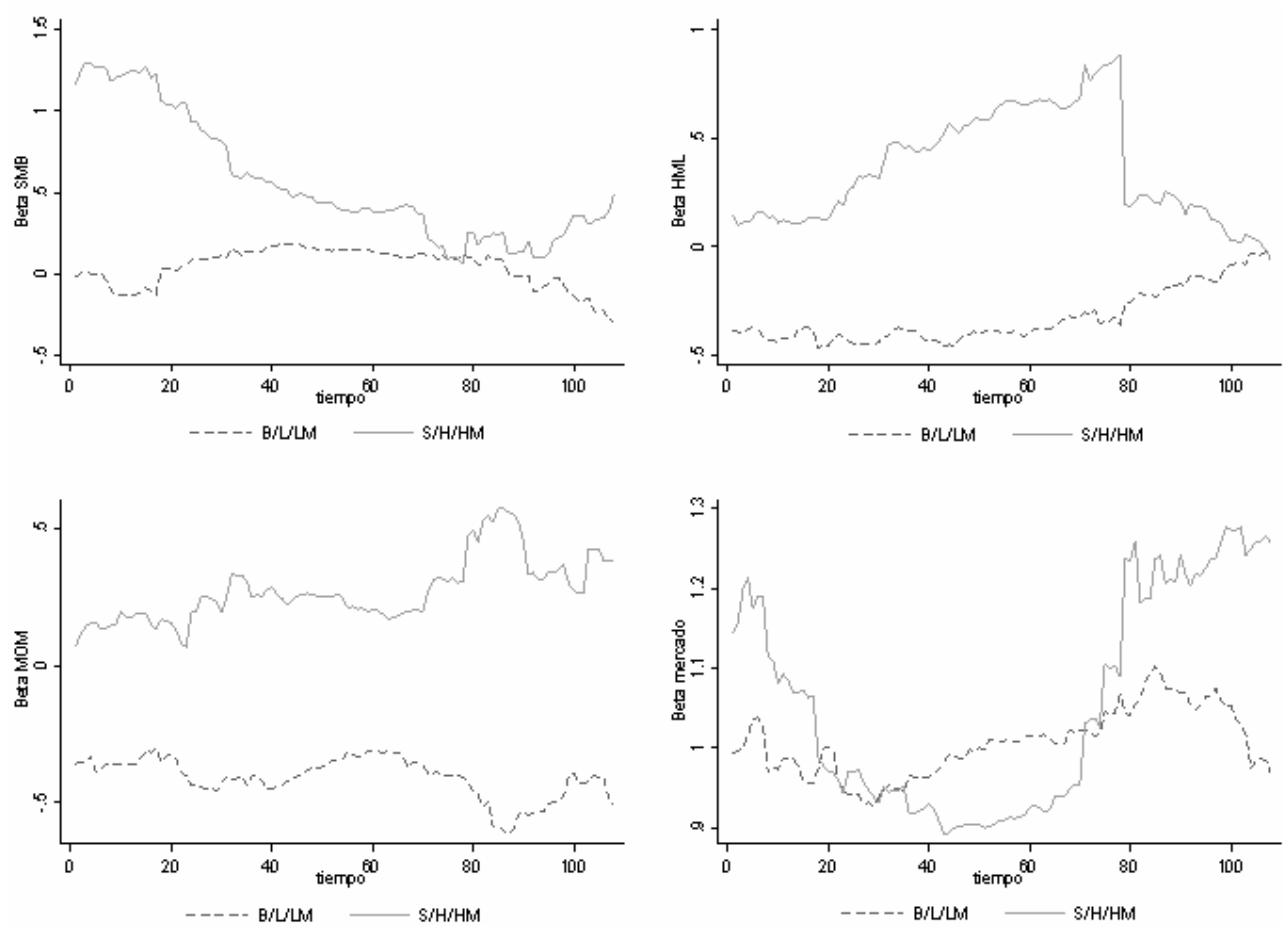 Beta SMB
1.5
1
.5
0
-.5
0 20 40 60 80 100
tiempo
B/L/LM S/H/HM
Beta HML
1
.5
0
-.5
0 20 40 60 80 100
tiempo
B/L/LM S/H/HM
Beta MOM
.5
0
-.5
0 20 40 60 80 100
tiempo
B/L/LM S/H/HM
Beta mercado
1.3
1.2
1.1
1
.9
0 20 40 60 80 100
tiempo
B/L/LM S/H/HM